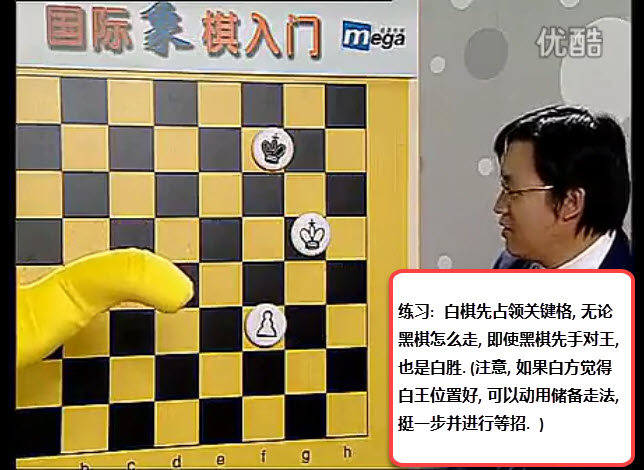 国际象棋入门
mega
优酷
练习: 白棋先占领关键格, 无论
黑棋怎么走, 即使黑棋先手对王,
也是白胜. (注意, 如果白方觉得
白王位置好, 可以动用储备走法,
挺一步并进行等招. )
b c d e f g h